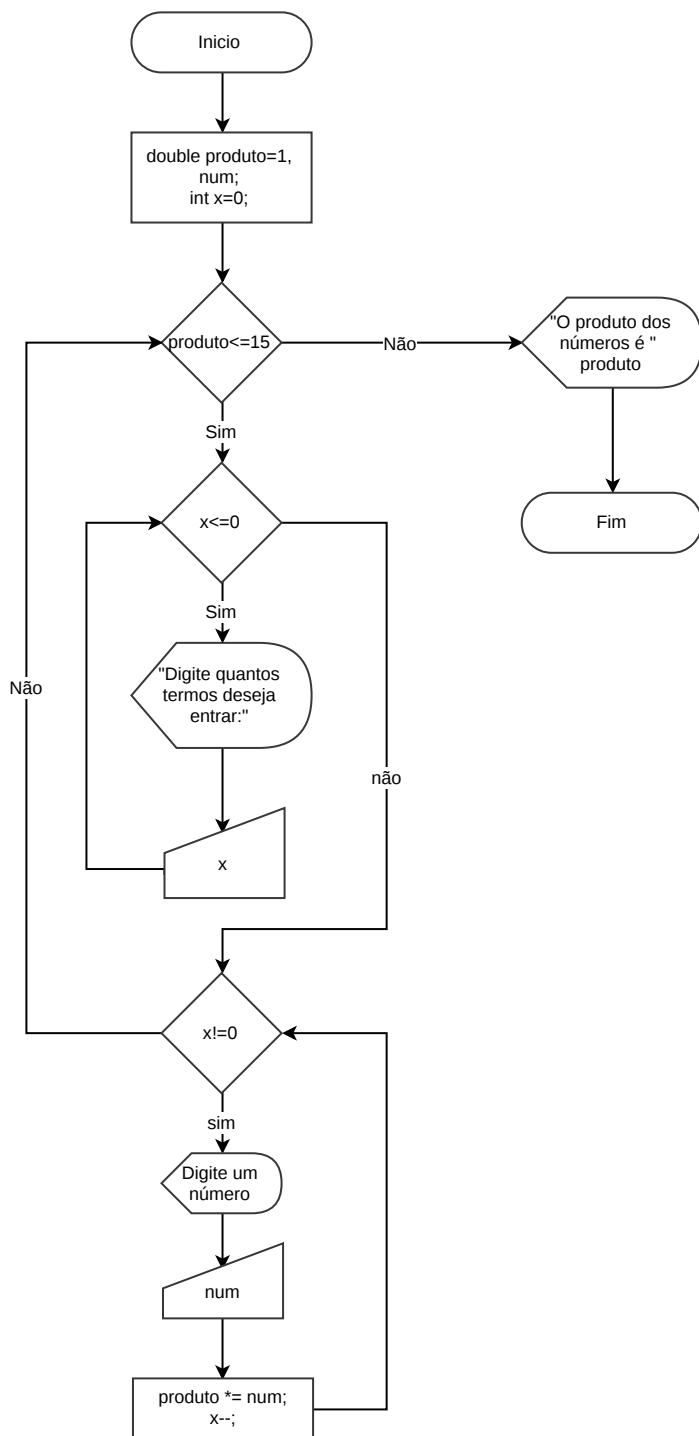 Inicio
double produto=1,
num;
int x=0;
produto<=15
Não
"O produto dos
números é "
produto
Fim
Sim
x<=0
Sim
"Digite quantos
termos deseja
entrar:"
x
não
Não
x!=0
sim
Digite um
número
num
produto *= num;
x--;